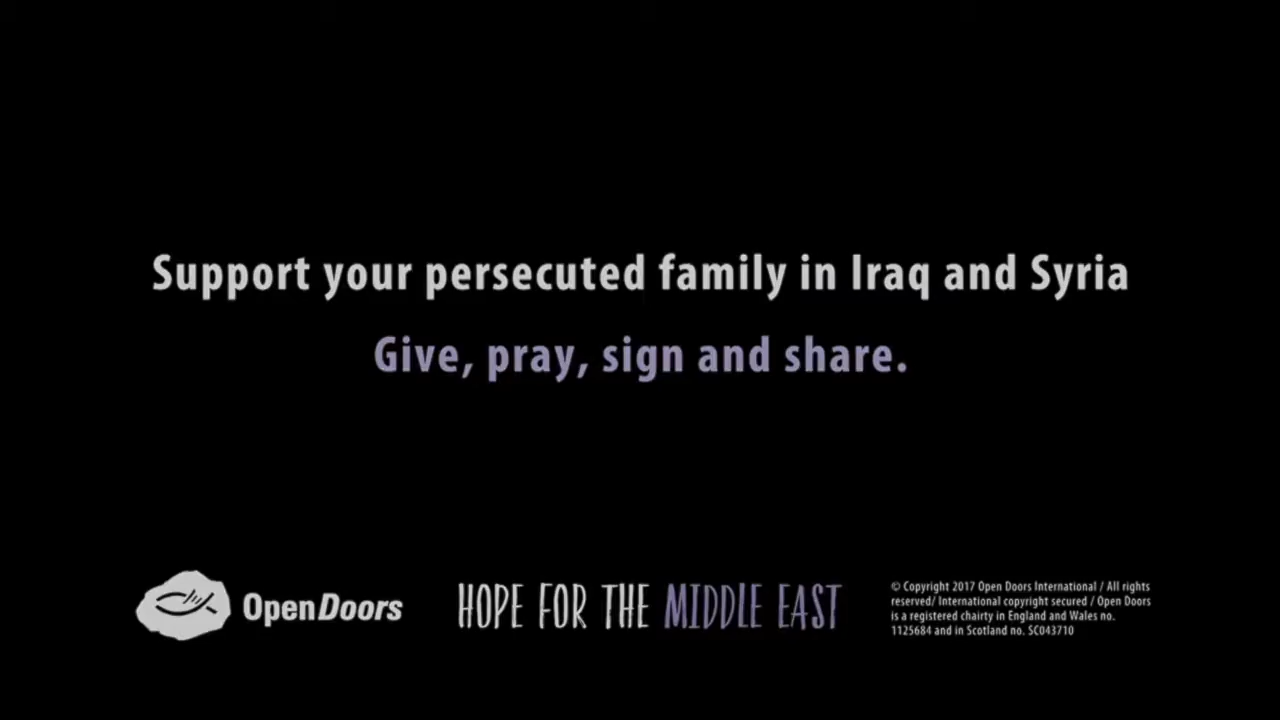 Support your persecuted family in Iraq and Syria
Give, pray, sign and share.
OpenDoors
HOPE FOR THE MIDDLE EAST
© Copyright 2017 Open Doors International / All rights
reserved/ International copyright secured / Open Doors
is a registered chairty in England and Wales no.
1125684 and in Scotland no. SC043710